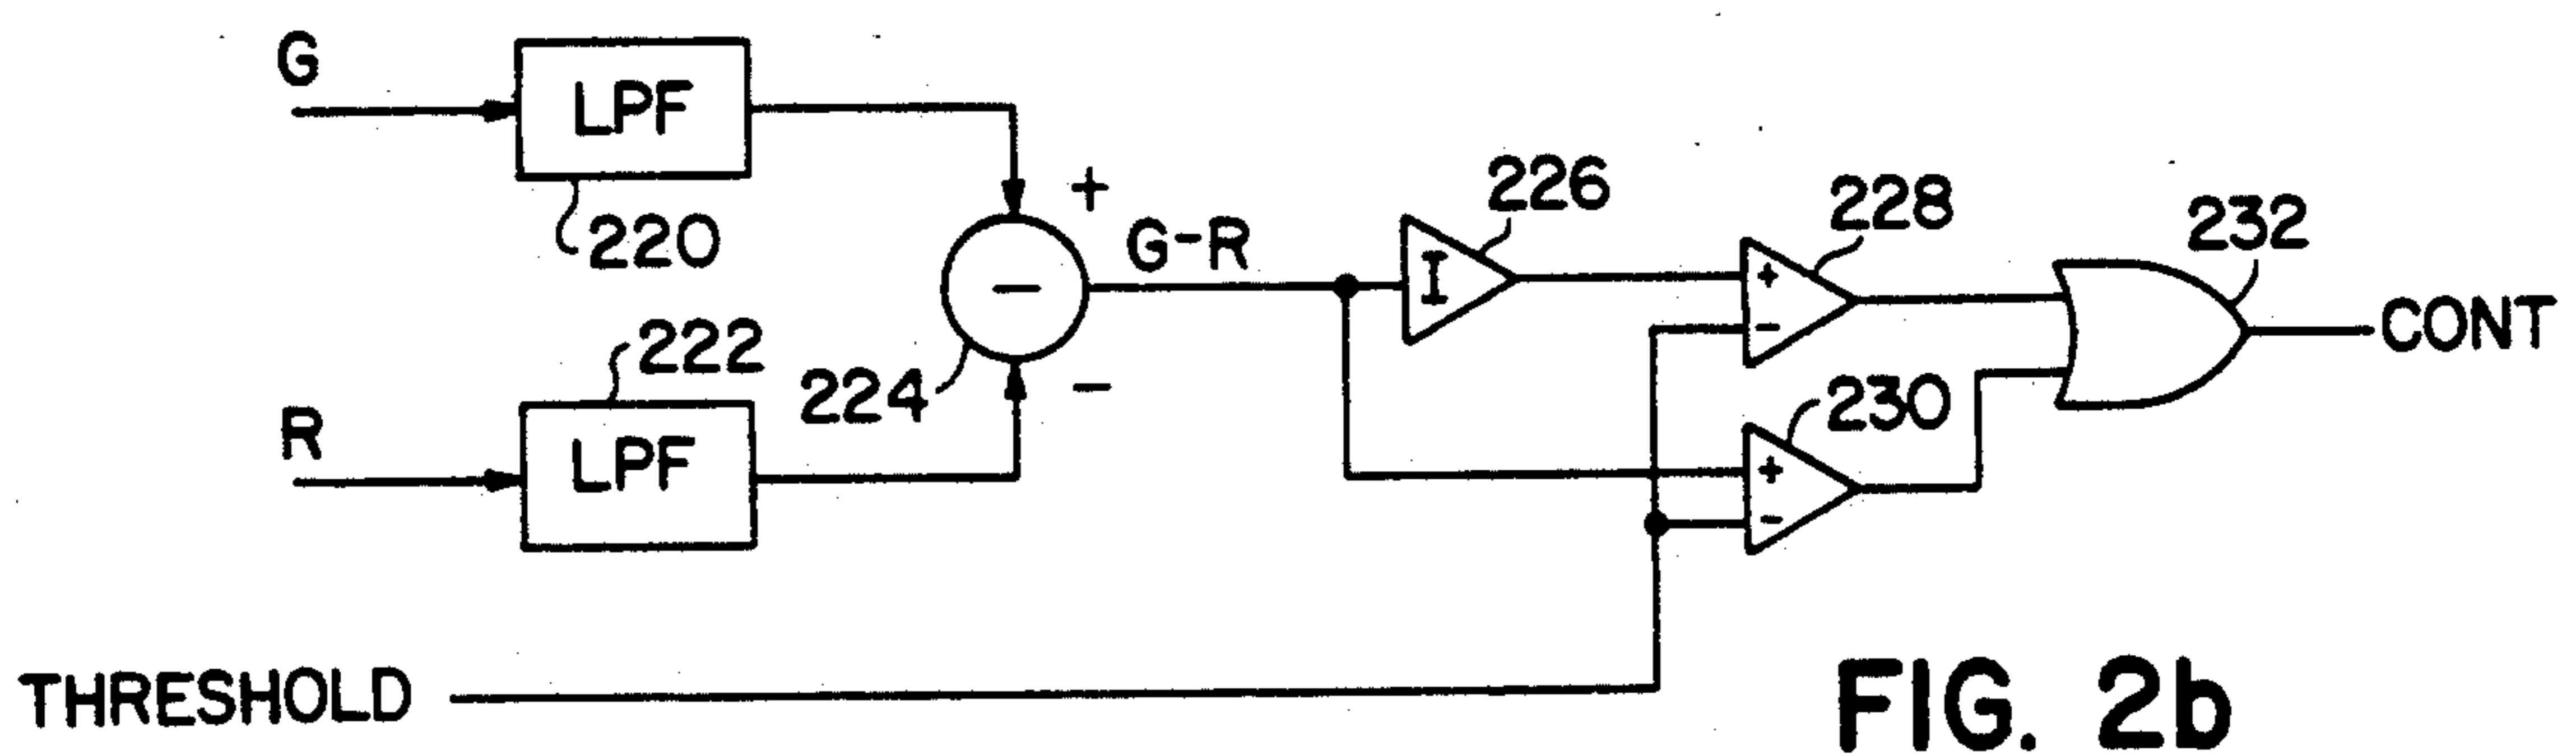 G
LPF
220
+
G-R
226
I
228
+
-
232
CONT
222
224
-
-
R
LPF
230
+
-
THRESHOLD
FIG. 2b